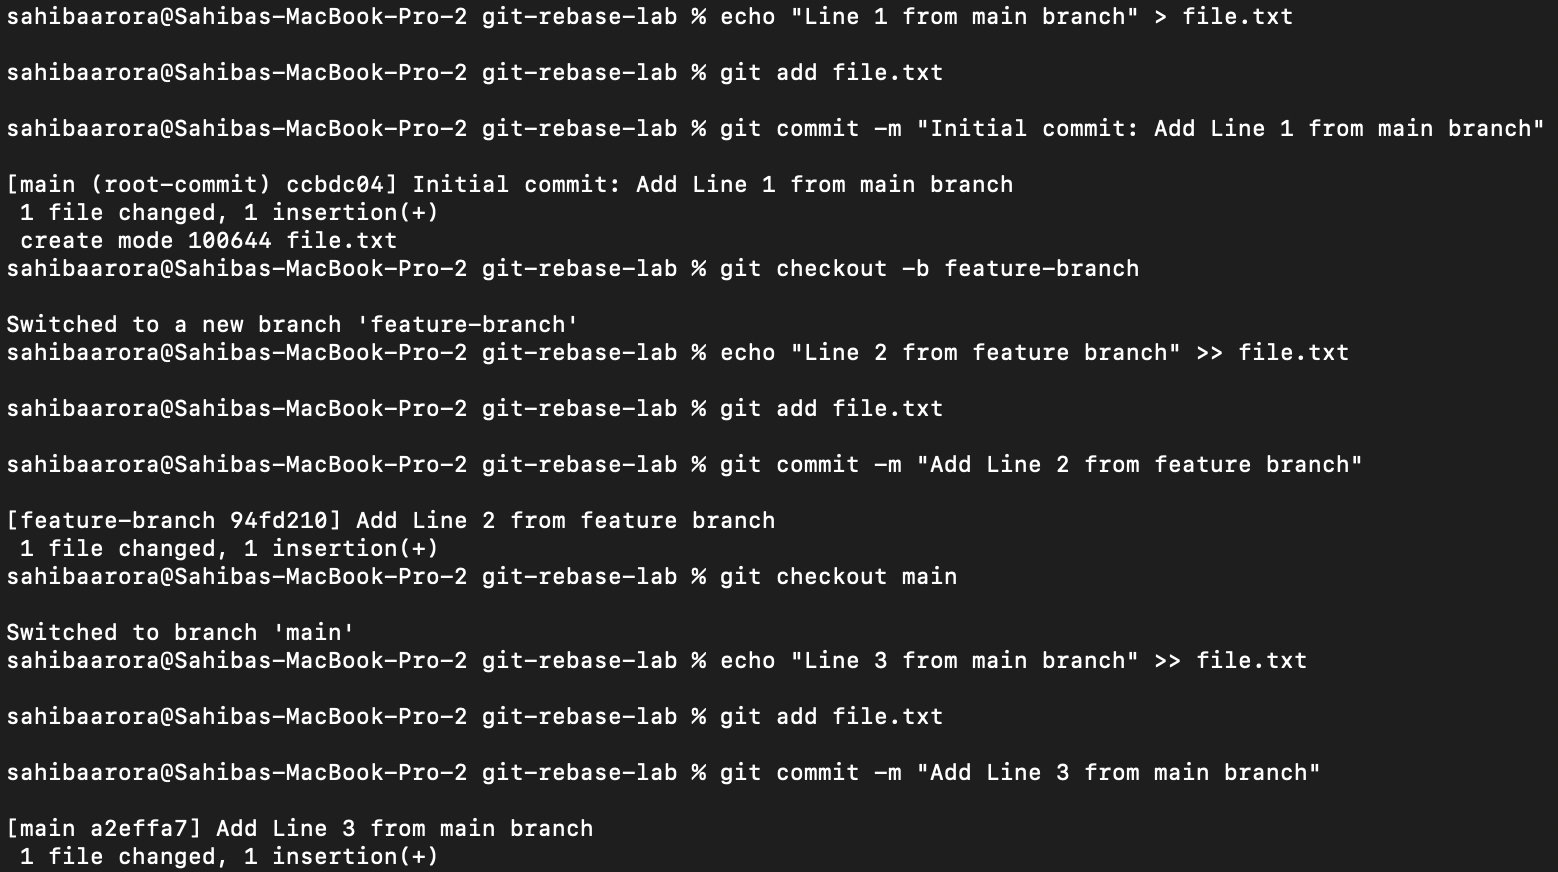 sahibaarora@Sahibas-MacBook-Pro-2 git-rebase-lab % echo "Line 1 from main branch" > file.txt
sahibaarora@Sahibas-MacBook-Pro-2 git-rebase-lab % git add file.txt
sahibaarora@Sahibas-MacBook-Pro-2 git-rebase-lab % git commit -m "Initial commit: Add Line 1 from main branch"
[main (root-commit) ccbdc04] Initial commit: Add Line 1 from main branch
 1 file changed, 1 insertion(+)
 create mode 100644 file.txt
sahibaarora@Sahibas-MacBook-Pro-2 git-rebase-lab % git checkout -b feature-branch
Switched to a new branch 'feature-branch'
sahibaarora@Sahibas-MacBook-Pro-2 git-rebase-lab % echo "Line 2 from feature branch" >> file.txt
sahibaarora@Sahibas-MacBook-Pro-2 git-rebase-lab % git add file.txt
sahibaarora@Sahibas-MacBook-Pro-2 git-rebase-lab % git commit -m "Add Line 2 from feature branch"
[feature-branch 94fd210] Add Line 2 from feature branch
 1 file changed, 1 insertion(+)
sahibaarora@Sahibas-MacBook-Pro-2 git-rebase-lab % git checkout main
Switched to branch 'main'
sahibaarora@Sahibas-MacBook-Pro-2 git-rebase-lab % echo "Line 3 from main branch" >> file.txt
sahibaarora@Sahibas-MacBook-Pro-2 git-rebase-lab % git add file.txt
sahibaarora@Sahibas-MacBook-Pro-2 git-rebase-lab % git commit -m "Add Line 3 from main branch"
[main a2effa7] Add Line 3 from main branch
 1 file changed, 1 insertion(+)